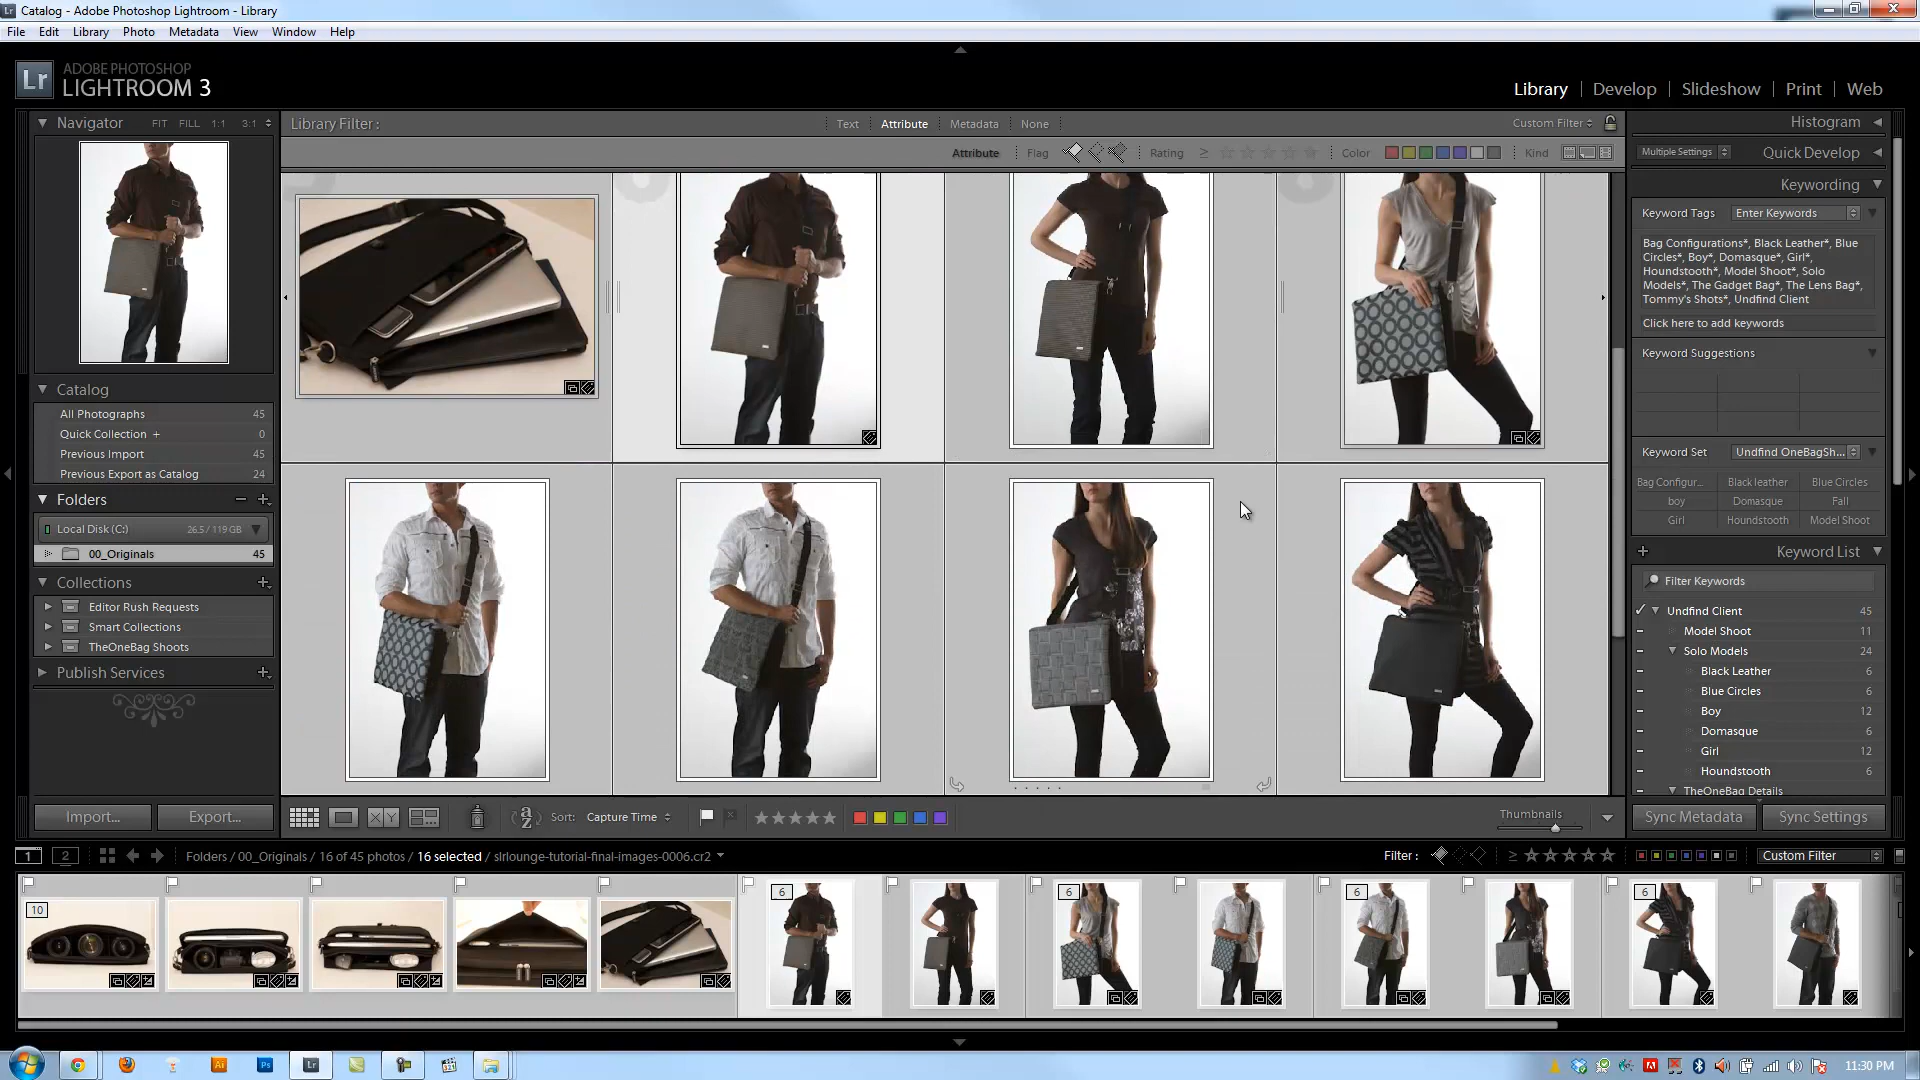 Catalog - Adobe Photoshop Lightroom - Library
File Edit Library Photo Metadata View Window Help
Lr
ADOBE PHOTOSHOP
LIGHTROOM 3
Library | Develop | Slideshow | Print | Web
Navigator FIT FILL 1:1 3:1
Library Filter : Text Attribute Metadata None Custom Filter
Histogram
Attribute Flag Rating ≥ Color Kind
Multiple Settings Quick Develop
Keywording
Keyword Tags Enter Keywords
Bag Configurations*, Black Leather*, Blue
Circles*, Boy*, Domasque*, Girl*,
Houndstooth*, Model Shoot*, Solo
Models*, The Gadget Bag*, The Lens Bag*,
Tommy's Shots*, Undfind Client
Click here to add keywords
Keyword Suggestions
Catalog
All Photographs 45
Quick Collection + 0
Previous Import 45
Previous Export as Catalog 24
Folders
Local Disk (C:) 26.5 / 119 GB
00_Originals 45
Collections
Editor Rush Requests
Smart Collections
TheOneBag Shoots
Publish Services
Import... Export...
Keyword Set Undfind OneBagSh...
Bag Configur... Black leather Blue Circles
boy Domasque Fall
Girl Houndstooth Model Shoot
Keyword List
Filter Keywords
Undfind Client 45
Model Shoot 11
Solo Models 24
Black Leather 6
Blue Circles 6
Boy 12
Domasque 6
Girl 12
Houndstooth 6
TheOneBag Details
Sort: Capture Time
Thumbnails
Sync Metadata Sync Settings
1 2 Folders / 00_Originals / 16 of 45 photos / 16 selected / slrlounge-tutorial-final-images-0006.cr2
Filter : ≥ Custom Filter
10 6 6 6 6
Ai Ps Lr
11:30 PM